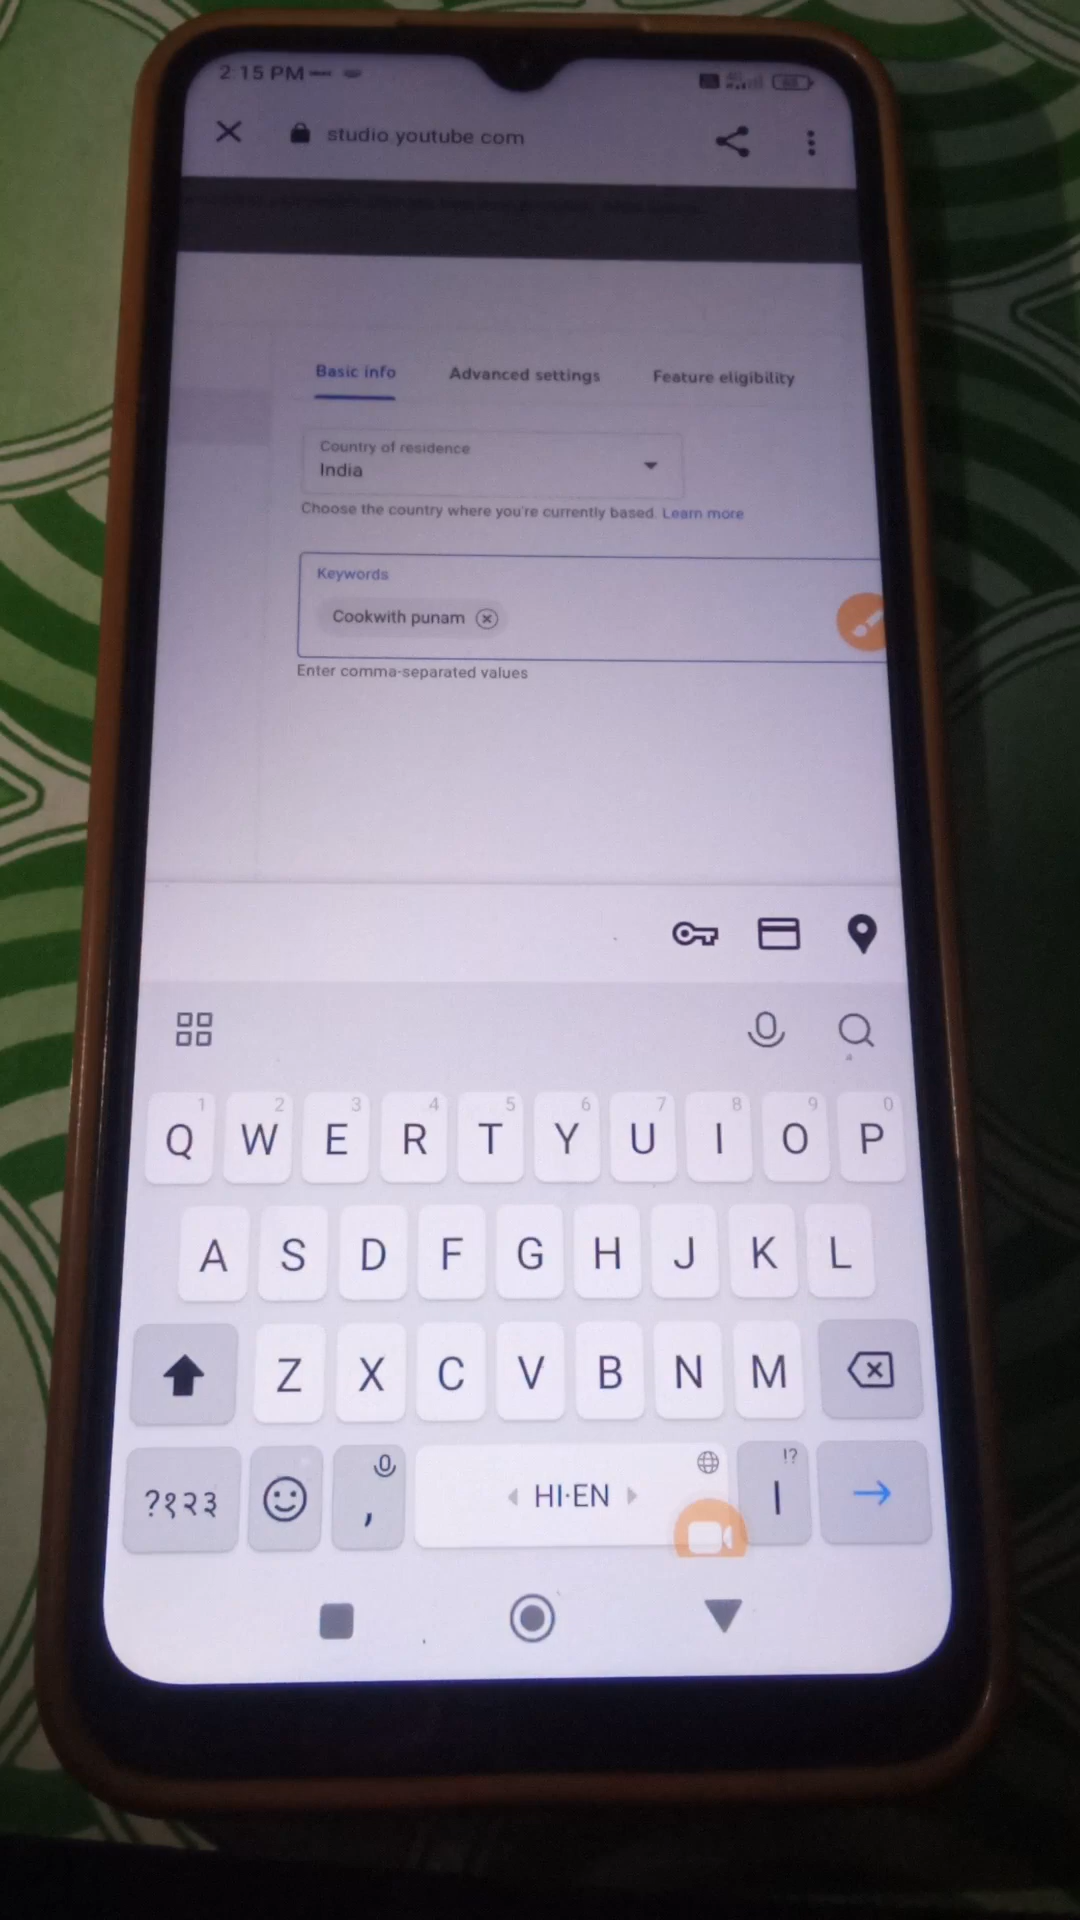 2:15 PM
studio.youtube.com
Basic info Advanced settings Feature eligibility
Country of residence
India
Choose the country where you're currently based. Learn more
Keywords
Cookwith punam
Enter comma-separated values
1 2 3 4 5 6 7 8 9 0
Q W E R T Y U I O P
A S D F G H J K L
Z X C V B N M
!?
?१२३ , HI·EN |